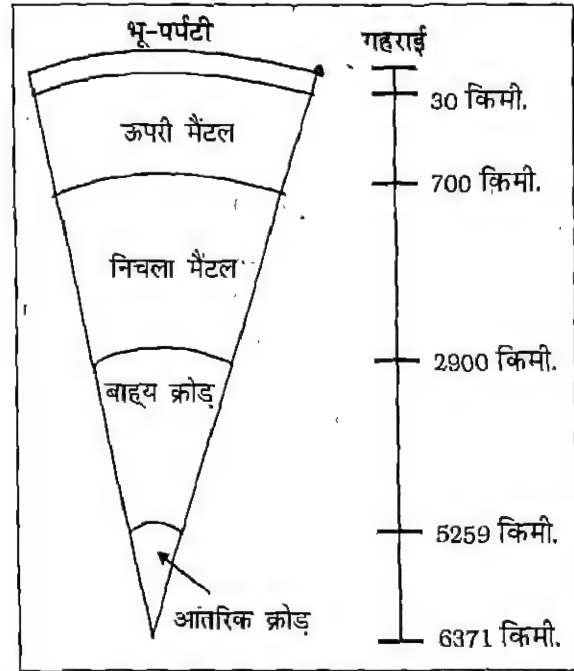 भू-पर्पटी
गहराई
30 किमी.
ऊपरी मैंटल
700 किमी.
निचला मैंटल
2900 किमी.
बाह्य क्रोड़
5259 किमी.
आंतरिक क्रोड़
6371 किमी.